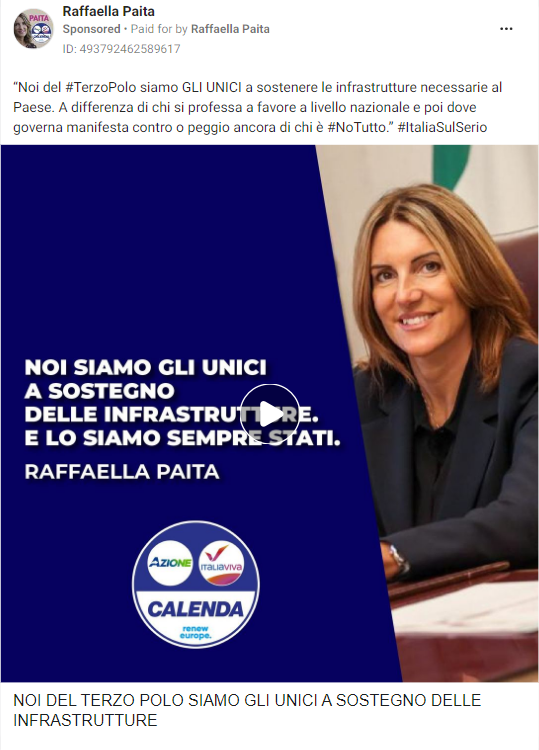 Raffaella Paita
Sponsored • Paid for by Raffaella Paita
ID: 493792462589617
“Noi del #TerzoPolo siamo GLI UNICI a sostenere le infrastrutture necessarie al
Paese. A differenza di chi si professa a favore a livello nazionale e poi dove
governa manifesta contro o peggio ancora di chi è #NoTutto.” #ItaliaSulSerio
NOI SIAMO GLI UNICI
A SOSTEGNO
DELLE INFRASTRUTTURE.
E LO SIAMO SEMPRE STATI.
RAFFAELLA PAITA
AZIONE
ITALIAVIVA
CALENDA
renew
europe.
NOI DEL TERZO POLO SIAMO GLI UNICI A SOSTEGNO DELLE
INFRASTRUTTURE